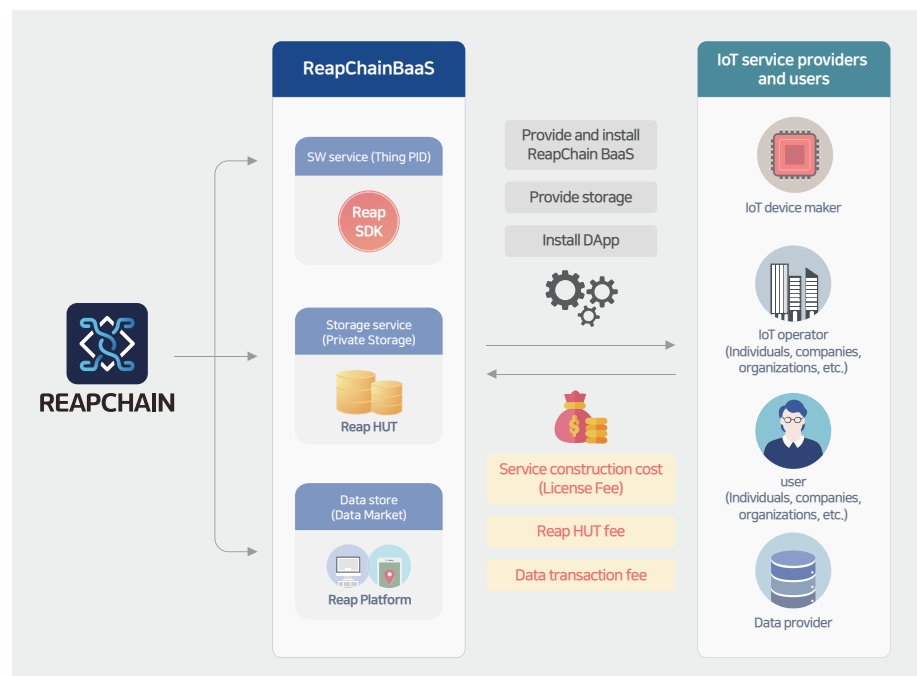 REAPCHAIN
ReapChainBaaS
SW service (Thing PID)
Reap
SDK
Storage service
(Private Storage)
Reap HUT
Data store
(Data Market)
Reap Platform
Provide and install
ReapChain BaaS
Provide storage
Install DApp
$
Service construction cost
(License Fee)
Reap HUT fee
Data transaction fee
IoT service providers
and users
IoT device maker
IoT operator
(Individuals, companies,
organizations, etc.)
user
(Individuals, companies,
organizations, etc.)
Data provider